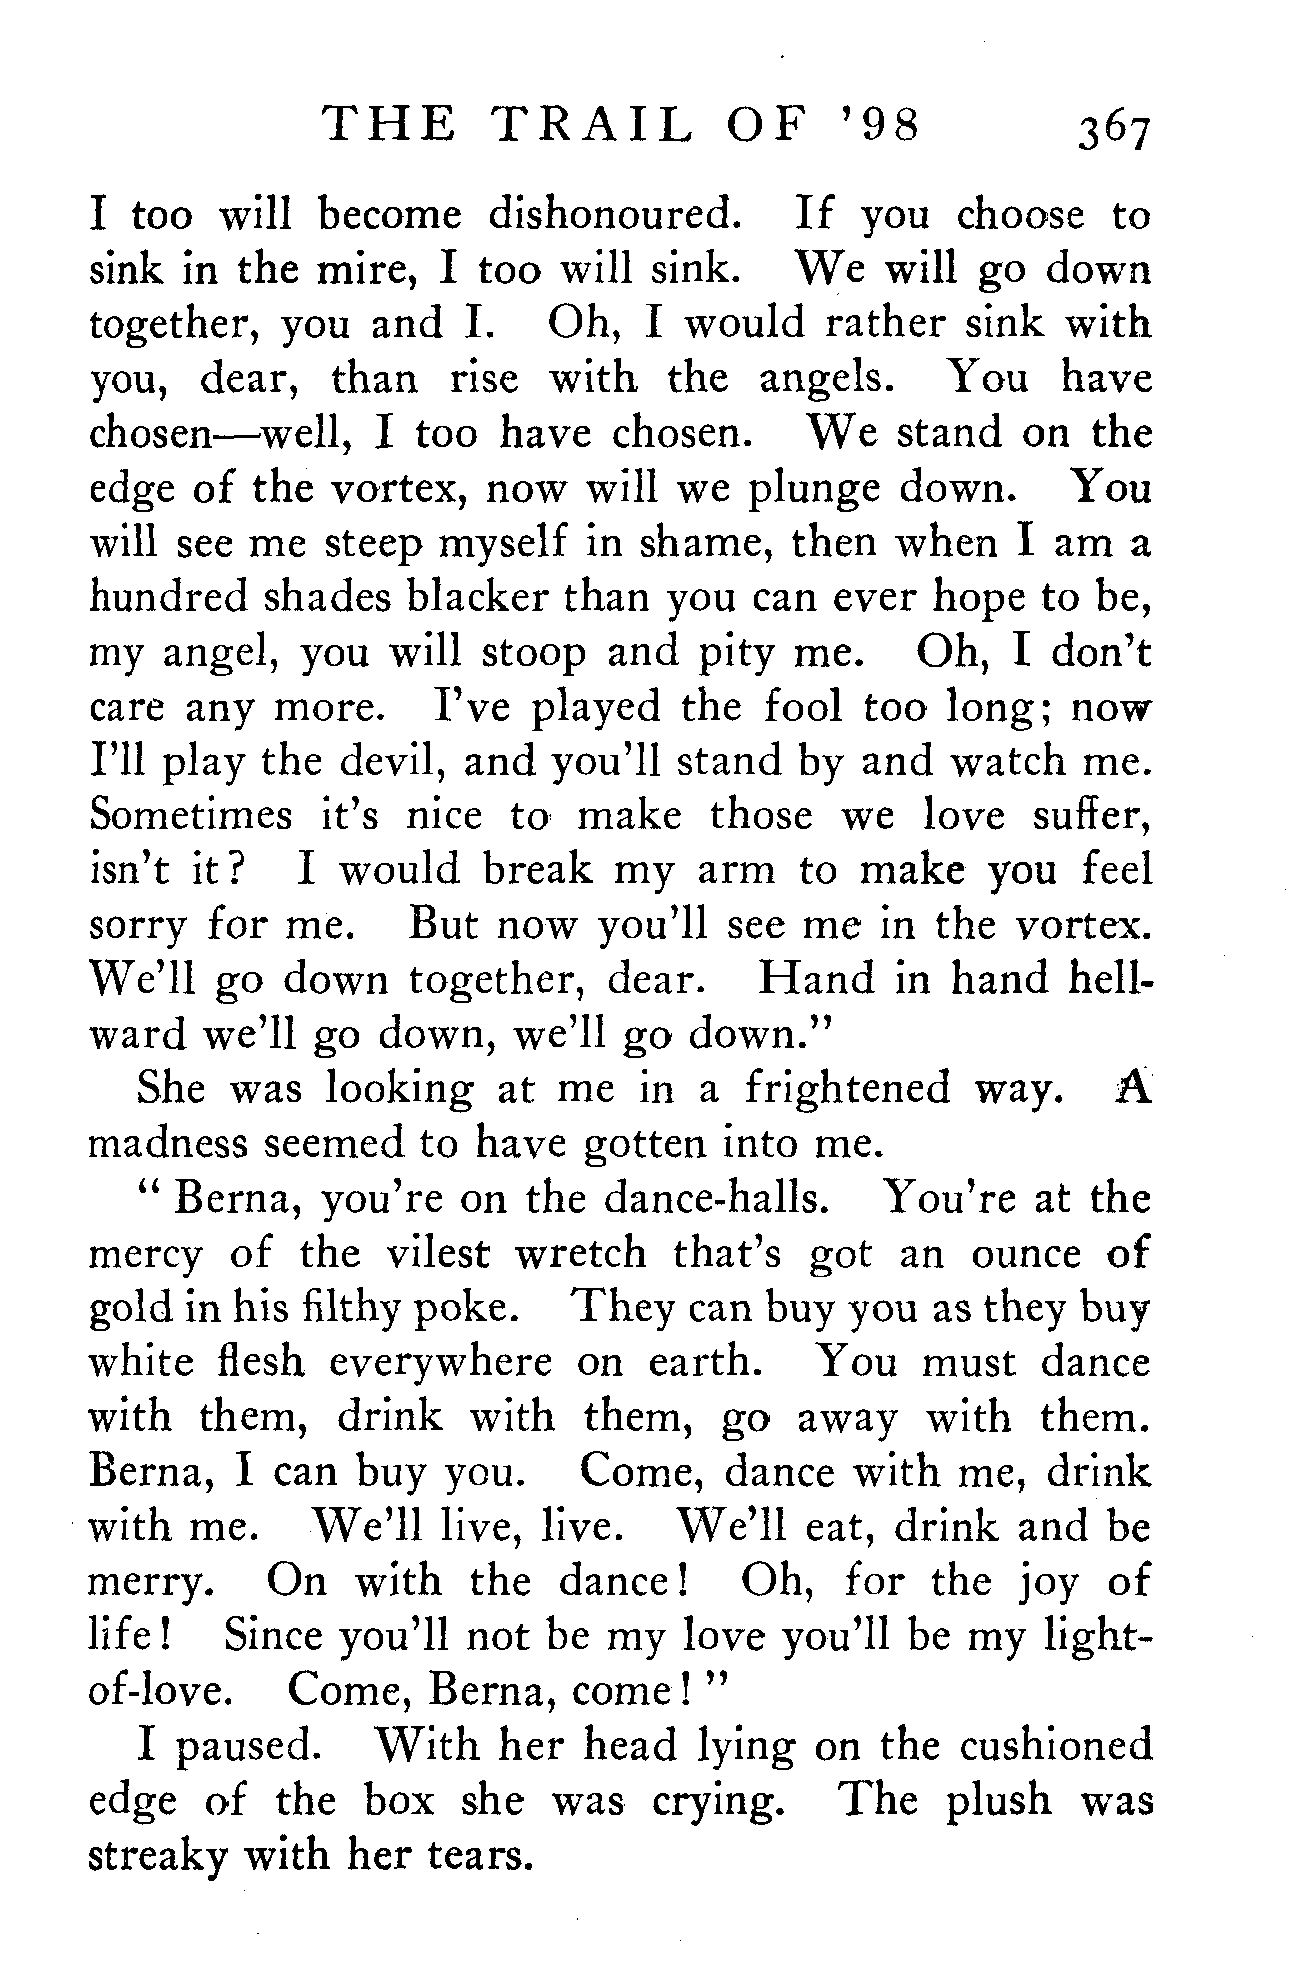 THE TRAIL OF ’98 367
I too will become dishonoured. If you choose to
sink in the mire, I too will sink. We will go down
together, you and I. Oh, I would rather sink with
you, dear, than rise with the angels. You have
chosen—well, I too have chosen. We stand on the
edge of the vortex, now will we plunge down. You
will see me steep myself in shame, then when I am a
hundred shades blacker than you can ever hope to be,
my angel, you will stoop and pity me. Oh, I don’t
care any more. I’ve played the fool too long; now
I’ll play the devil, and you’ll stand by and watch me.
Sometimes it’s nice to make those we love suffer,
isn’t it? I would break my arm to make you feel
sorry for me. But now you’ll see me in the vortex.
We’ll go down together, dear. Hand in hand hell-
ward we’ll go down, we’ll go down.”
She was looking at me in a frightened way. A
madness seemed to have gotten into me.
“Berna, you’re on the dance-halls. You’re at the
mercy of the vilest wretch that’s got an ounce of
gold in his filthy poke. They can buy you as they buy
white flesh everywhere on earth. You must dance
with them, drink with them, go away with them.
Berna, I can buy you. Come, dance with me, drink
with me. We’ll live, live. We’ll eat, drink and be
merry. On with the dance! Oh, for the joy of
life! Since you’ll not be my love you’ll be my light-
of-love. Come, Berna, come!”
I paused. With her head lying on the cushioned
edge of the box she was crying. The plush was
streaky with her tears.